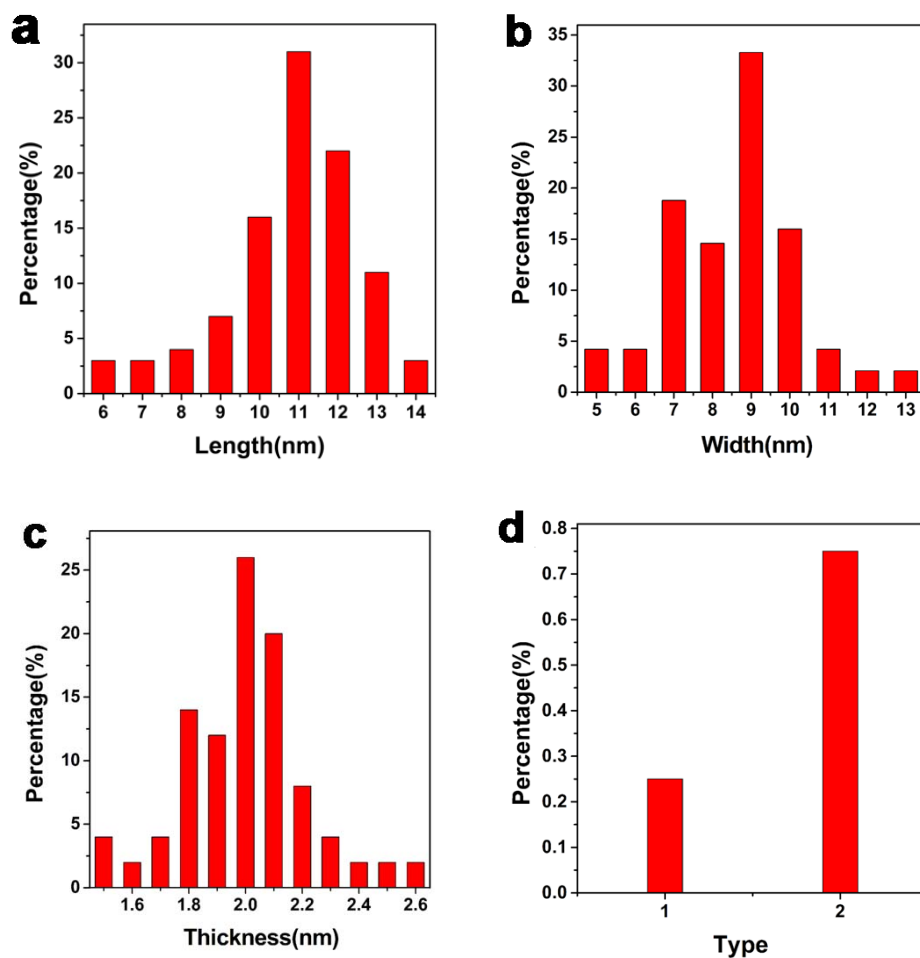 a
Percentage(%)
30
25
20
15
10
5
0
6 7 8 9 10 11 12 13 14
Length(nm)
b
Percentage(%)
35
30
25
20
15
10
5
0
5 6 7 8 9 10 11 12 13
Width(nm)
c
Percentage(%)
25
20
15
10
5
0
1.6 1.8 2.0 2.2 2.4 2.6
Thickness(nm)
d
Percentage(%)
0.8
0.7
0.6
0.5
0.4
0.3
0.2
0.1
0.0
1 2
Type